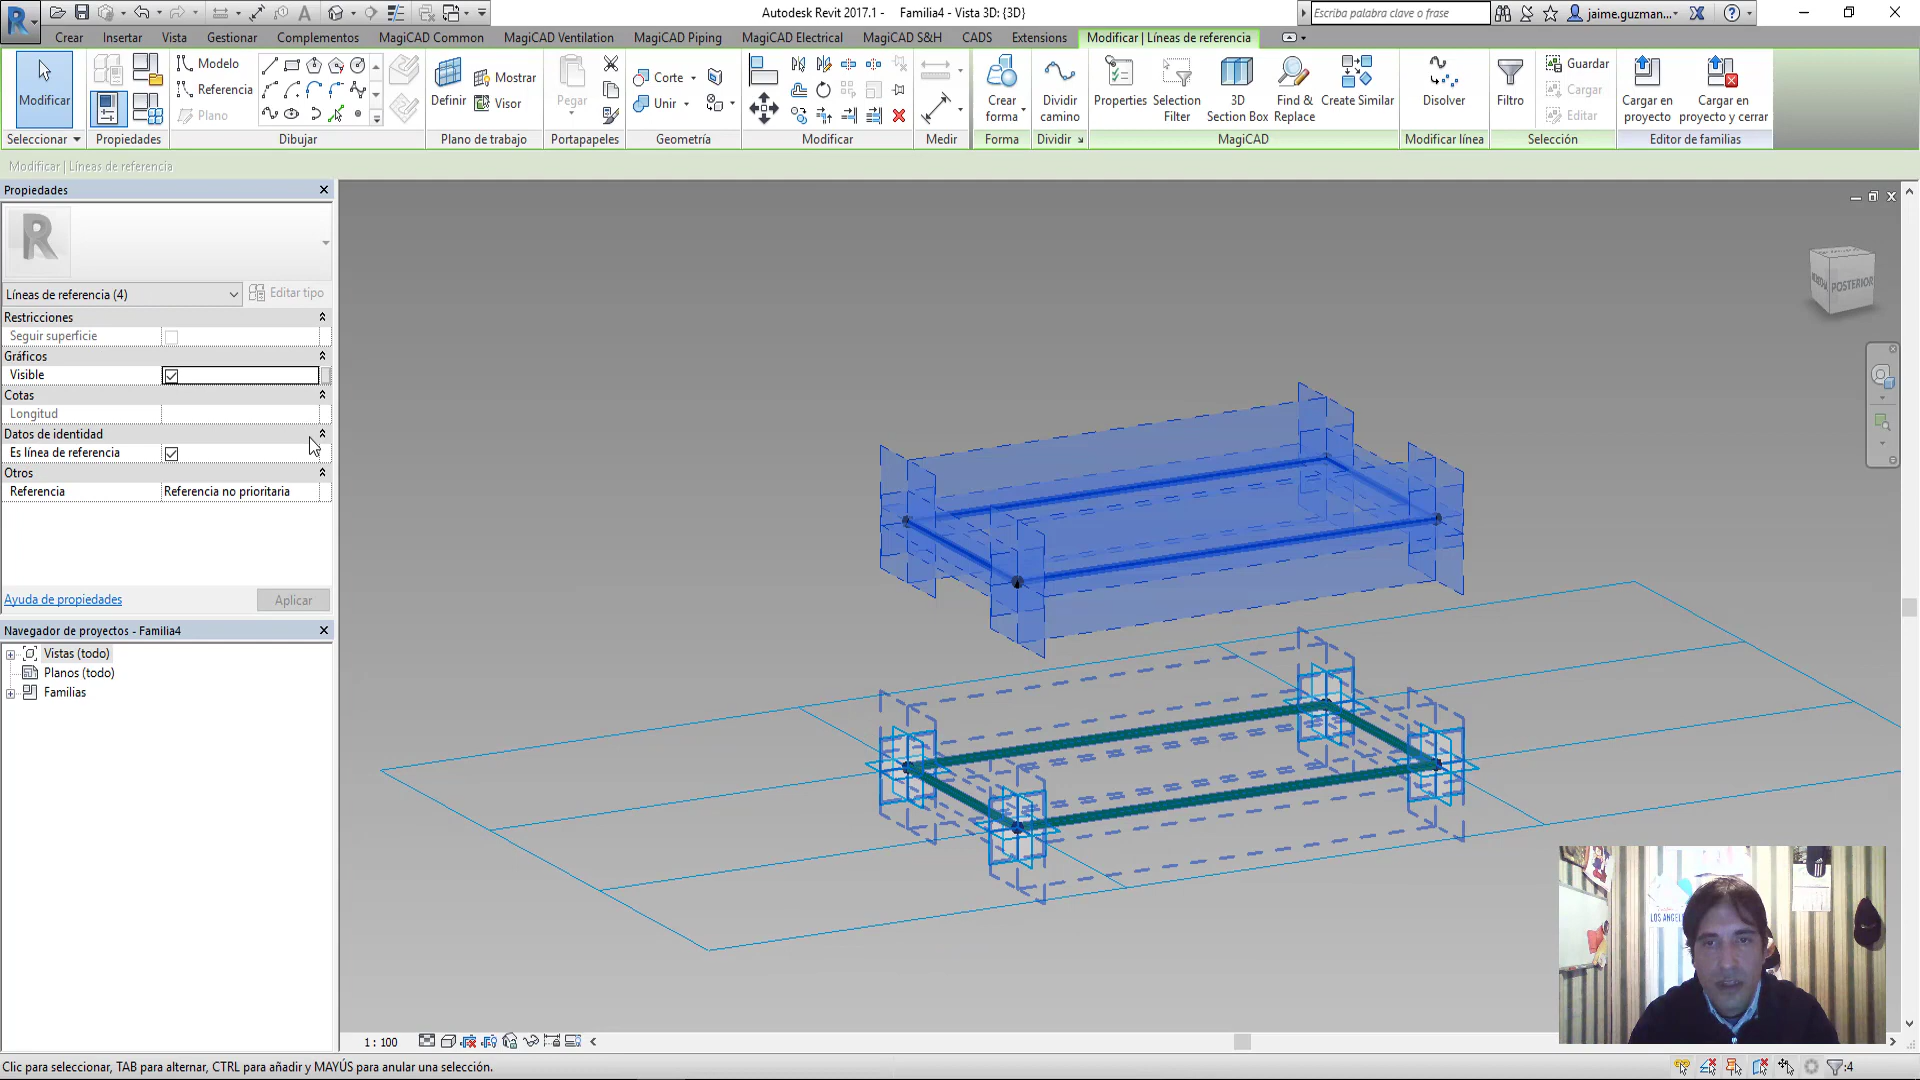 Autodesk Revit 2017.1 - Familia4 - Vista 3D: {3D}
Escriba palabra clave o frase
jaime.guzman...
Crear Insertar Vista Gestionar Complementos MagiCAD Common MagiCAD Ventilation MagiCAD Piping MagiCAD Electrical MagiCAD S&H CADS Extensions Modificar | Líneas de referencia
Modificar
Modelo
Referencia
Plano
Definir
Mostrar
Visor
Pegar
Corte
Unir
Crear forma
Dividir camino
Properties
Selection Filter
3D Section Box
Find & Replace
Create Similar
Disolver
Filtro
Guardar
Cargar
Editar
Cargar en proyecto
Cargar en proyecto y cerrar
Seleccionar Propiedades Dibujar Plano de trabajo Portapapeles Geometría Modificar Medir Forma Dividir MagiCAD Modificar línea Selección Editor de familias
Modificar | Líneas de referencia
Propiedades
R
Líneas de referencia (4)
Editar tipo
Restricciones
Seguir superficie
Gráficos
Visible
Cotas
Longitud
Datos de identidad
Es línea de referencia
Otros
Referencia Referencia no prioritaria
Ayuda de propiedades
Aplicar
Navegador de proyectos - Familia4
Vistas (todo)
Planos (todo)
Familias
POSTERIOR
LOS ANGEL
1 : 100
Clic para seleccionar, TAB para alternar, CTRL para añadir y MAYÚS para anular una selección.
:4